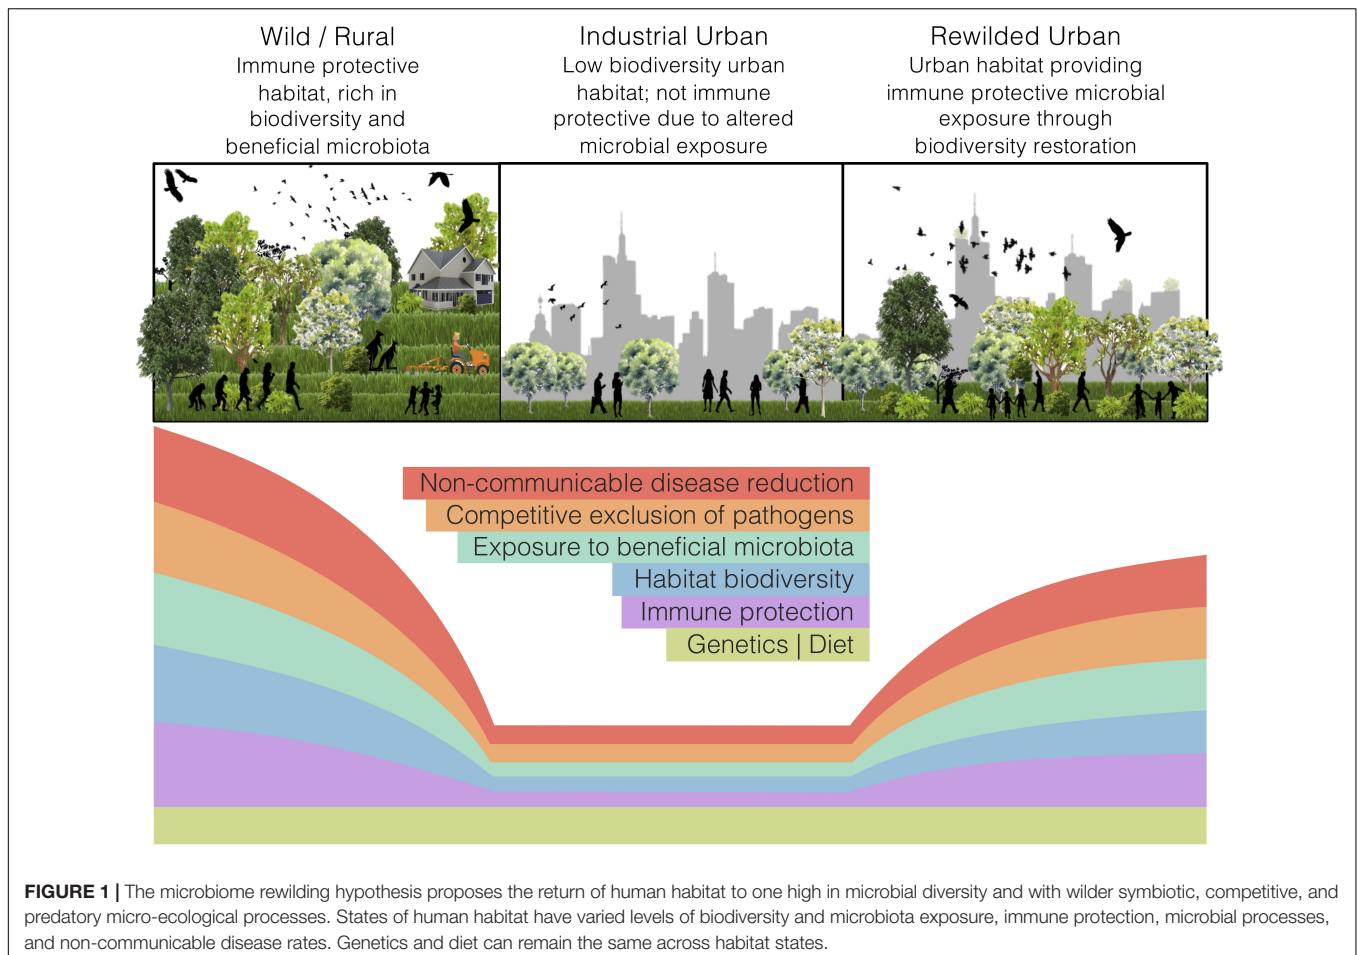 Wild / Rural
Immune protective
habitat, rich in
biodiversity and
beneficial microbiota
Industrial Urban
Low biodiversity urban
habitat; not immune
protective due to altered
microbial exposure
Rewilded Urban
Urban habitat providing
immune protective microbial
exposure through
biodiversity restoration
Non-communicable disease reduction
Competitive exclusion of pathogens
Exposure to beneficial microbiota
Habitat biodiversity
Immune protection
Genetics | Diet
FIGURE 1 | The microbiome rewilding hypothesis proposes the return of human habitat to one high in microbial diversity and with wilder symbiotic, competitive, and
predatory micro-ecological processes. States of human habitat have varied levels of biodiversity and microbiota exposure, immune protection, microbial processes,
and non-communicable disease rates. Genetics and diet can remain the same across habitat states.